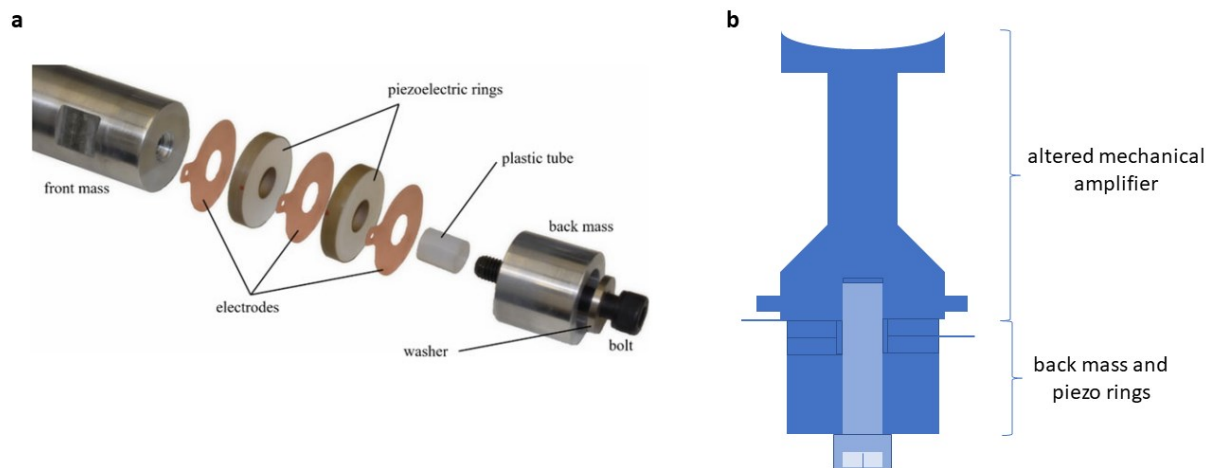 a
piezoelectric rings
plastic tube
front mass
back mass
electrodes
washer
bolt
b
altered mechanical
amplifier
back mass and
piezo rings